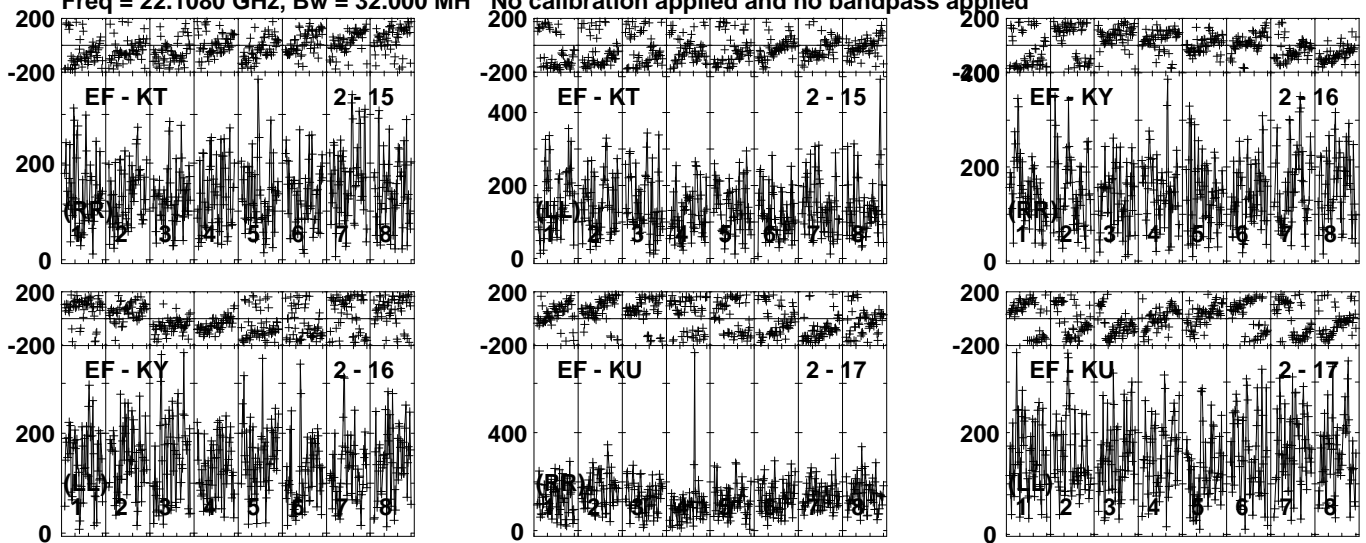 Freq = 22.1080 GHz, Bw = 32.000 MH No calibration applied and no bandpass applied
200 200 200
-200 -200 -200
EF - KT 2 - 15 EF - KT 2 - 15 400 EF - KY 2 - 16
400
200 200 200
(RR) (LL) (RR)
1 2 3 4 5 6 7 8 1 2 3 4 5 6 7 8 1 2 3 4 5 6 7 8
0 0 0
200 200 200
-200 -200 -200
EF - KY 2 - 16 EF - KU 2 - 17 EF - KU 2 - 17
200 400 200
(LL) (RR) (LL)
1 2 3 4 5 6 7 8 1 2 3 4 5 6 7 8 1 2 3 4 5 6 7 8
0 0 0